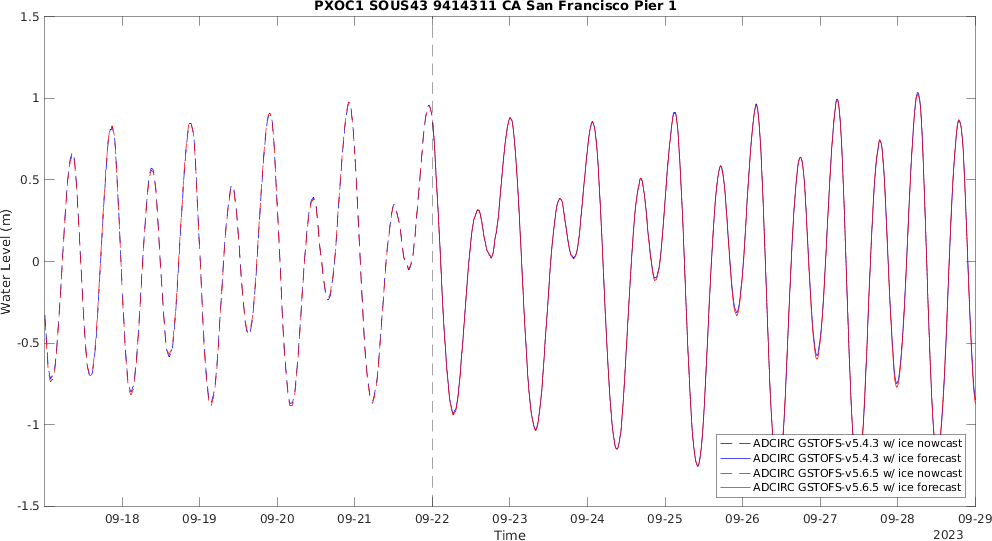 PXOC1 SOUS43 9414311 CA San Francisco Pier 1
1.5
1
0.5
0
-0.5
-1
-1.5
Water Level (m)
ADCIRC GSTOFS-v5.4.3 w/ ice nowcast
ADCIRC GSTOFS-v5.4.3 w/ ice forecast
ADCIRC GSTOFS-v5.6.5 w/ ice nowcast
ADCIRC GSTOFS-v5.6.5 w/ ice forecast
09-18 09-19 09-20 09-21 09-22 09-23 09-24 09-25 09-26 09-27 09-28 09-29
Time 2023